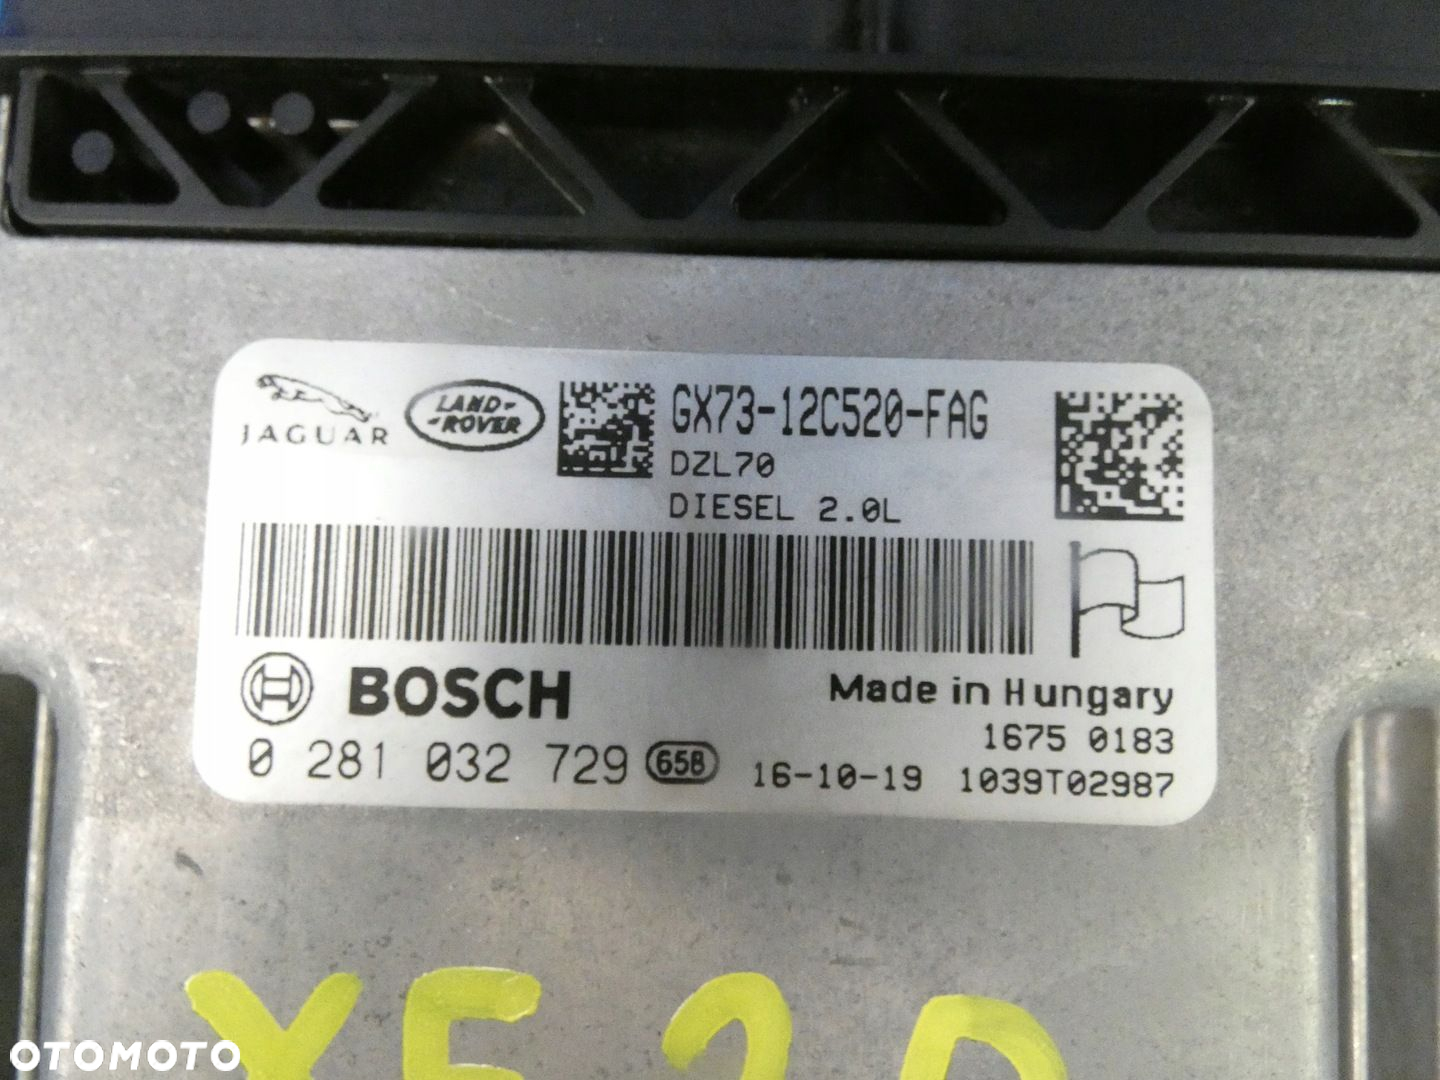 JAGUAR
LAND-
-ROVER
GX73-12C520-FAG
DZL70
DIESEL 2.0L
BOSCH
Made in Hungary
1675 0183
0 281 032 729 658 16-10-19 1039T02987
OTOMOTO